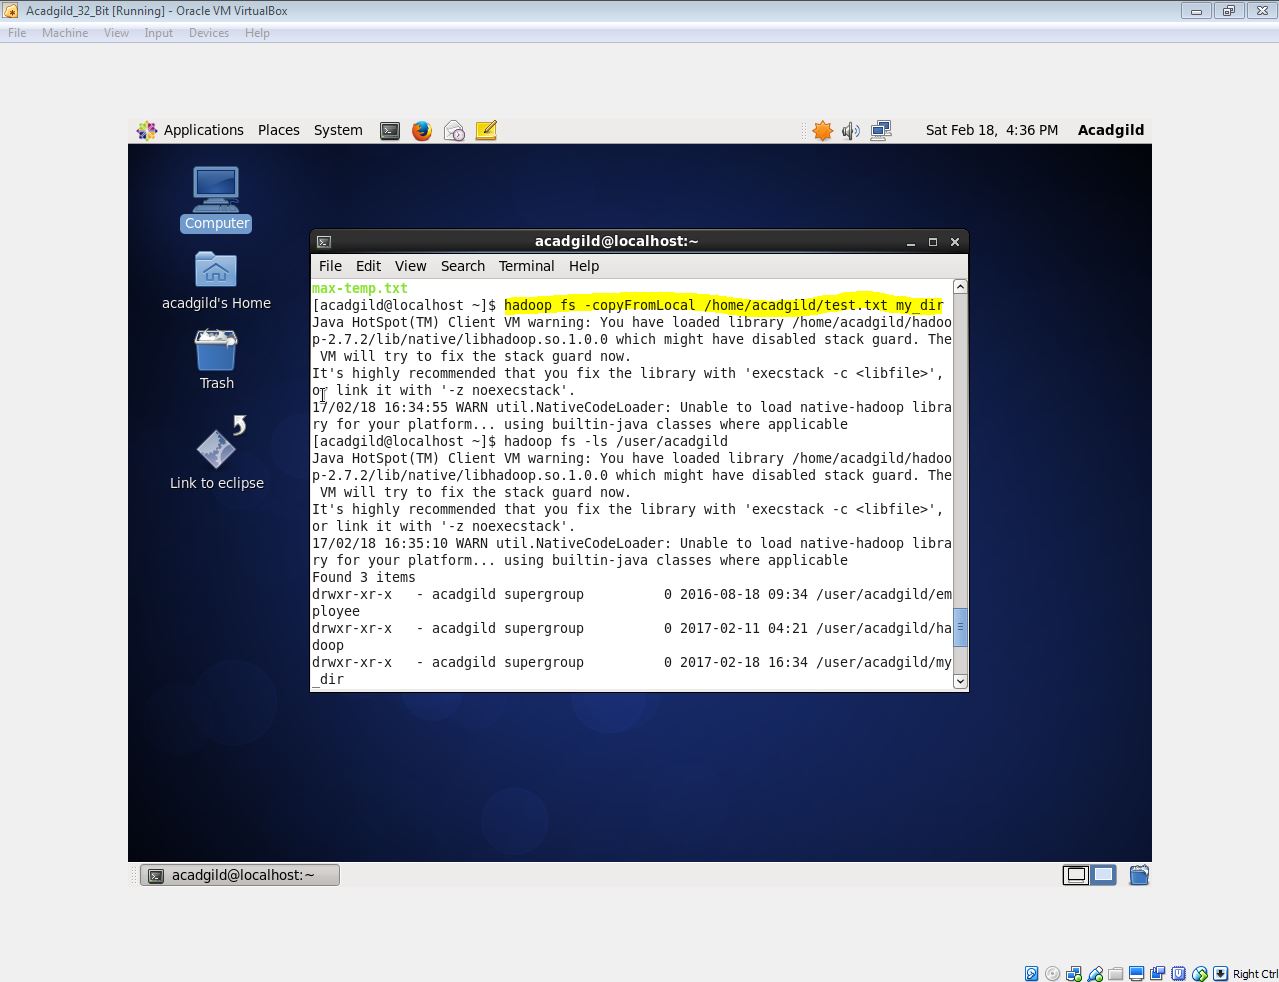 Acadgild_32_Bit [Running] - Oracle VM VirtualBox
File Machine View Input Devices Help
Applications Places System Sat Feb 18, 4:36 PM Acadgild
Computer
acadgild's Home
Trash
Link to eclipse
acadgild@localhost:~
File Edit View Search Terminal Help
max-temp.txt
[acadgild@localhost ~]$ hadoop fs -copyFromLocal /home/acadgild/test.txt my_dir
Java HotSpot(TM) Client VM warning: You have loaded library /home/acadgild/hadoo
p-2.7.2/lib/native/libhadoop.so.1.0.0 which might have disabled stack guard. The
 VM will try to fix the stack guard now.
It's highly recommended that you fix the library with 'execstack -c <libfile>',
or link it with '-z noexecstack'.
17/02/18 16:34:55 WARN util.NativeCodeLoader: Unable to load native-hadoop libra
ry for your platform... using builtin-java classes where applicable
[acadgild@localhost ~]$ hadoop fs -ls /user/acadgild
Java HotSpot(TM) Client VM warning: You have loaded library /home/acadgild/hadoo
p-2.7.2/lib/native/libhadoop.so.1.0.0 which might have disabled stack guard. The
 VM will try to fix the stack guard now.
It's highly recommended that you fix the library with 'execstack -c <libfile>',
or link it with '-z noexecstack'.
17/02/18 16:35:10 WARN util.NativeCodeLoader: Unable to load native-hadoop libra
ry for your platform... using builtin-java classes where applicable
Found 3 items
drwxr-xr-x   - acadgild supergroup          0 2016-08-18 09:34 /user/acadgild/em
ployee
drwxr-xr-x   - acadgild supergroup          0 2017-02-11 04:21 /user/acadgild/ha
doop
drwxr-xr-x   - acadgild supergroup          0 2017-02-18 16:34 /user/acadgild/my
_dir
acadgild@localhost:~
Right Ctrl